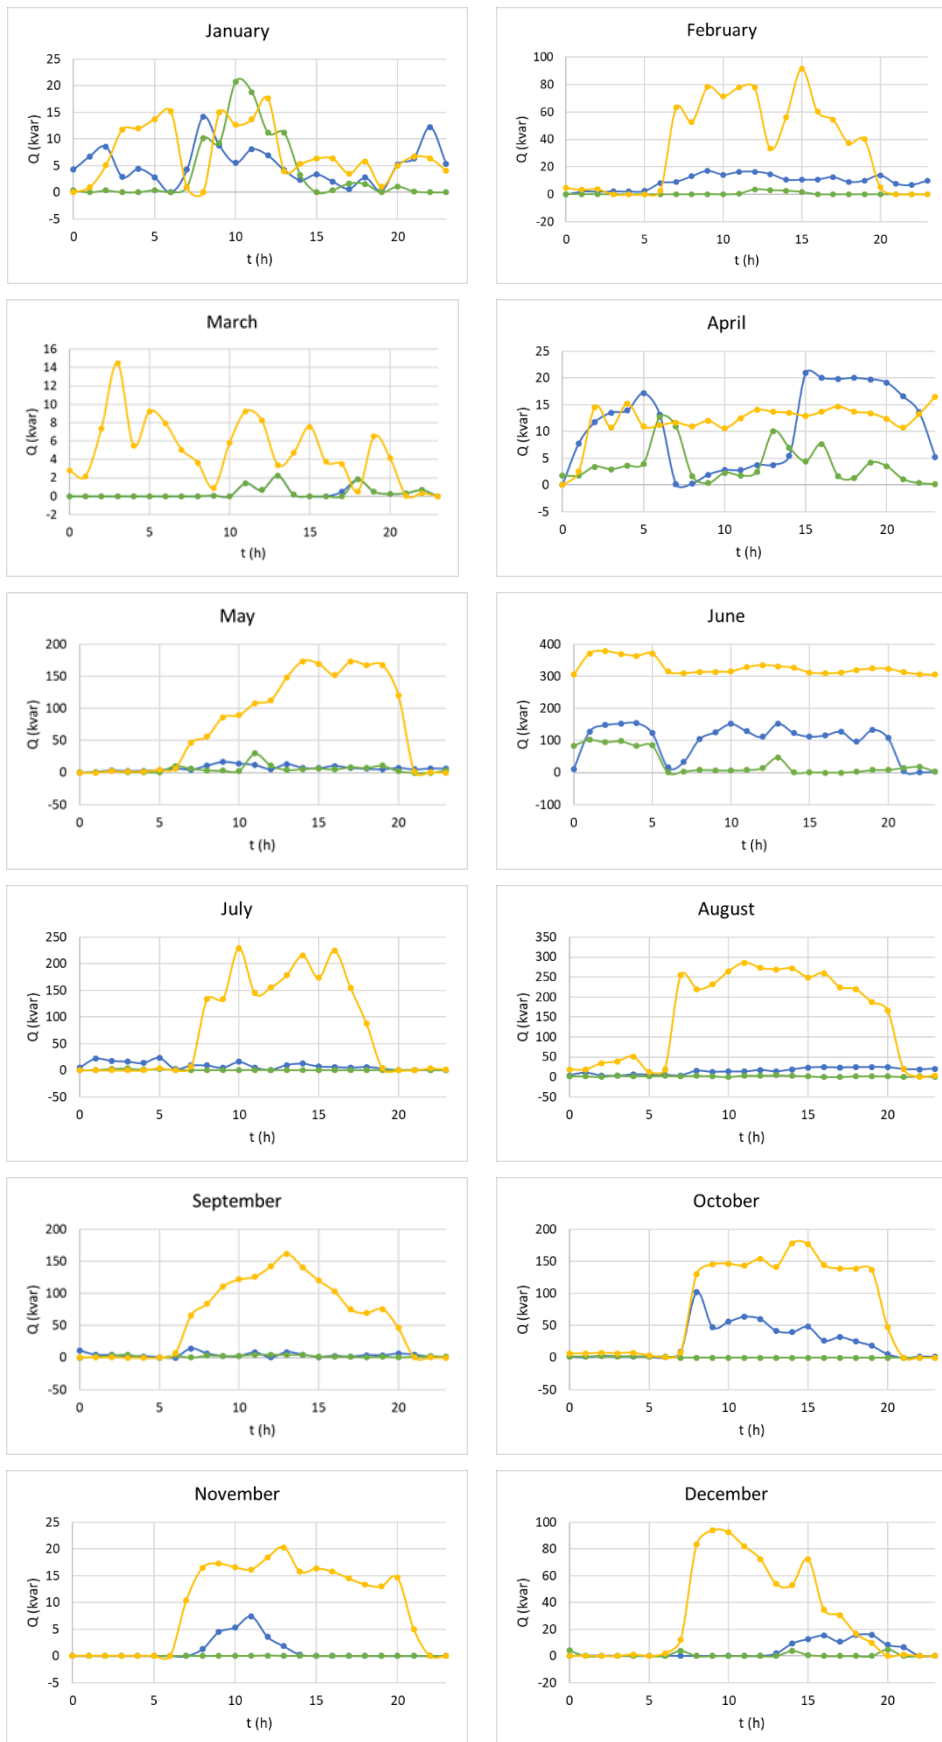 January
25
20
15
10
5
0
-5
Q (kvar)
0 5 10 15 20
t (h)
February
100
80
60
40
20
0
-20
Q (kvar)
0 5 10 15 20
t (h)
March
16
14
12
10
8
6
4
2
0
-2
Q (kvar)
0 5 10 15 20
t (h)
April
25
20
15
10
5
0
-5
Q (kvar)
0 5 10 15 20
t (h)
May
200
150
100
50
0
-50
Q (kvar)
0 5 10 15 20
t (h)
June
400
300
200
100
0
-100
Q (kvar)
0 5 10 15 20
t (h)
July
250
200
150
100
50
0
-50
Q (kvar)
0 5 10 15 20
t (h)
August
350
300
250
200
150
100
50
0
-50
Q (kvar)
0 5 10 15 20
t (h)
September
200
150
100
50
0
-50
Q (kvar)
0 5 10 15 20
t (h)
October
200
150
100
50
0
-50
Q (kvar)
0 5 10 15 20
t (h)
November
25
20
15
10
5
0
-5
Q (kvar)
0 5 10 15 20
t (h)
December
100
80
60
40
20
0
-20
Q (kvar)
0 5 10 15 20
t (h)